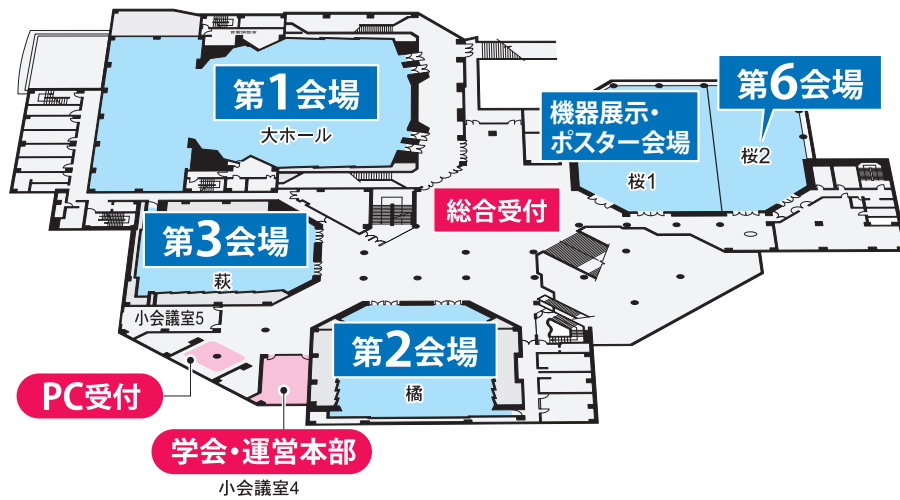 第1会場
大ホール
機器展示・
ポスター会場
桜1
第6会場
桜2
総合受付
第3会場
萩
小会議室5
第2会場
橘
PC受付
学会・運営本部
小会議室4